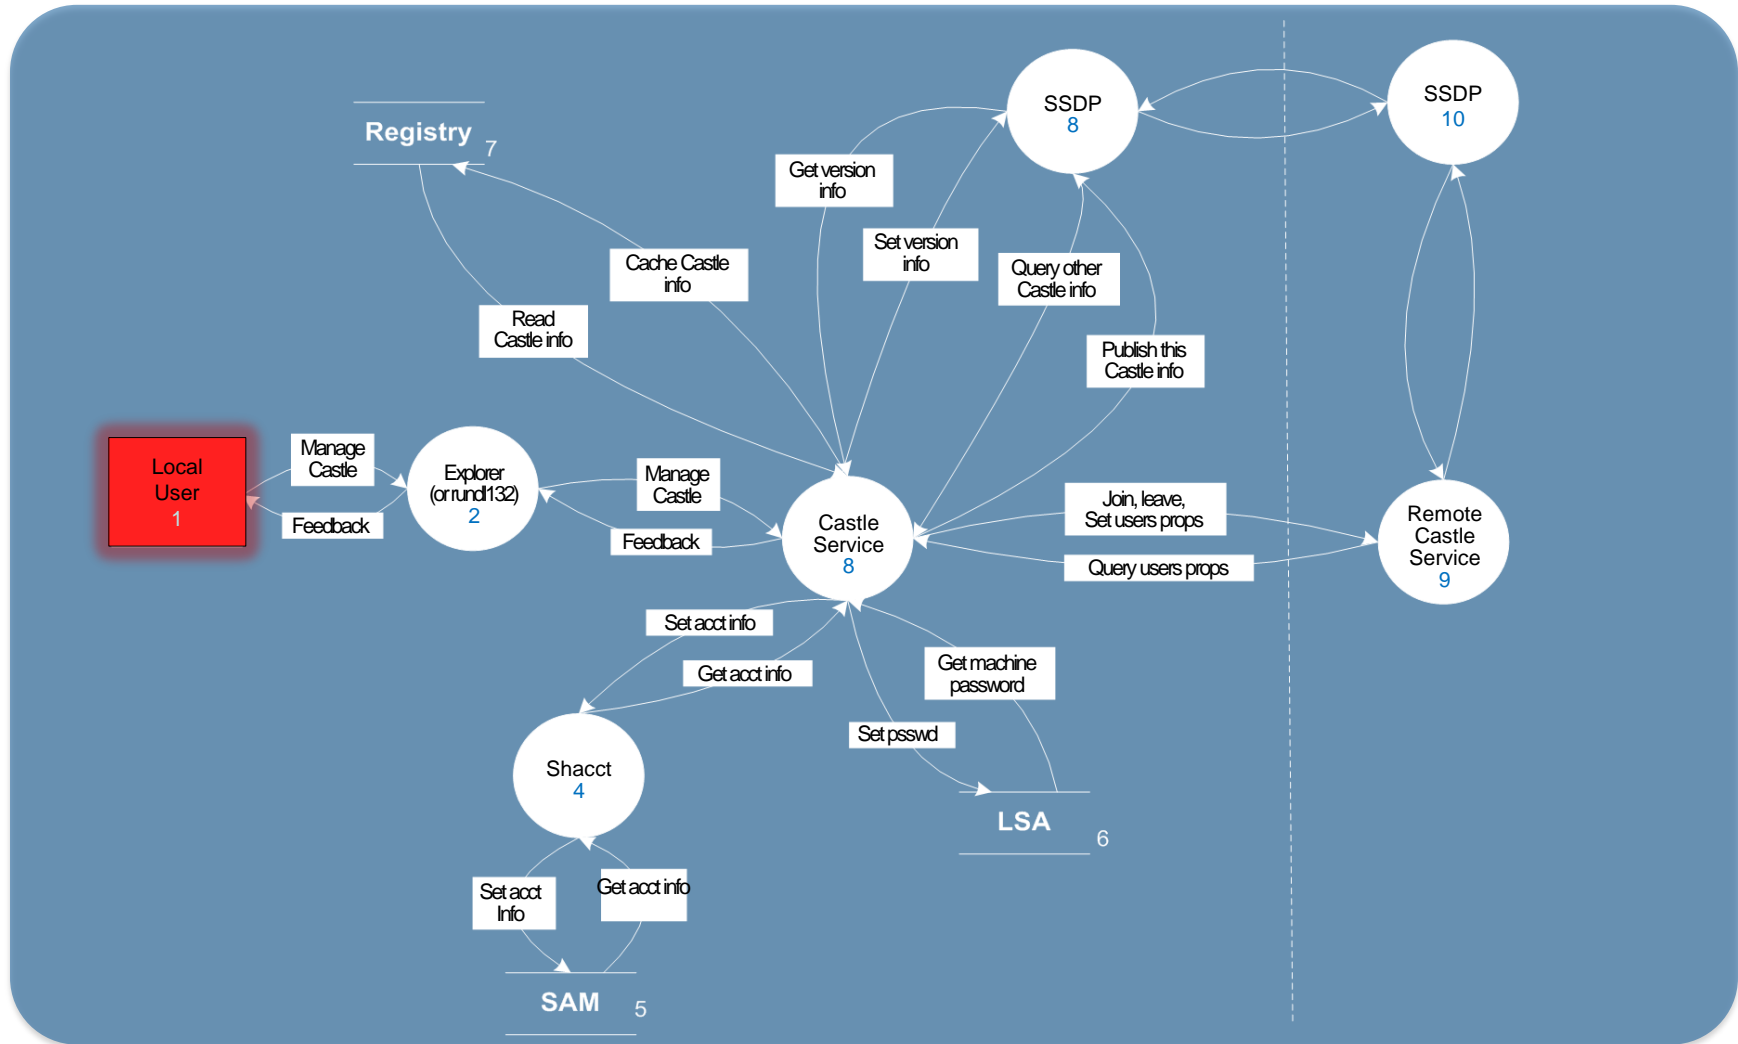 SSDP
8
SSDP
10
Registry
7
Get version
info
Set version
info
Cache Castle
info
Query other
Castle info
Read
Castle info
Publish this
Castle info
Local
User
1
Manage
Castle
Feedback
Explorer
(or rundl132)
2
Manage
Castle
Feedback
Castle
Service
8
Join, leave,
Set users props
Query users props
Remote
Castle
Service
9
Set acct info
Get acct info
Get machine
password
Set psswd
Shacct
4
LSA
6
Set acct
Info
Get acct info
SAM
5